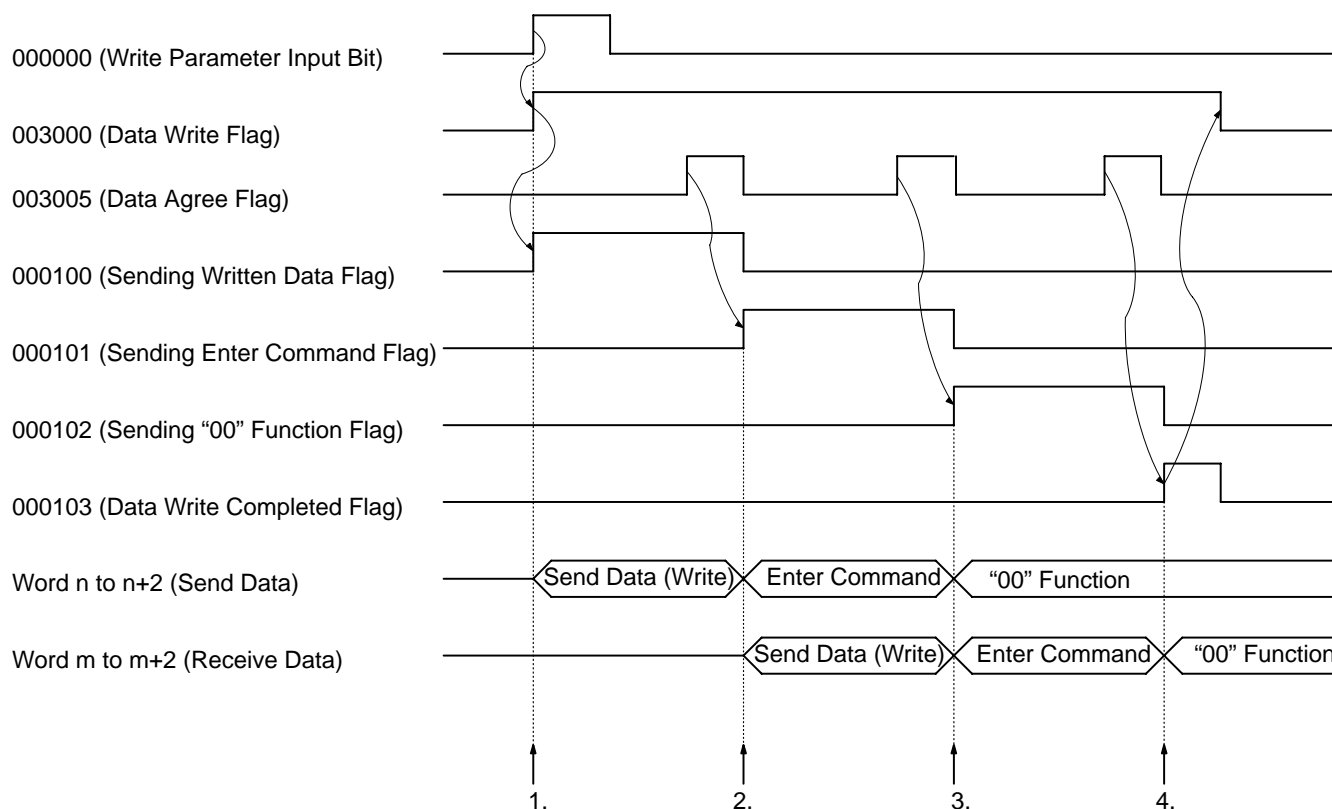 000000 (Write Parameter Input Bit)
003000 (Data Write Flag)
003005 (Data Agree Flag)
000100 (Sending Written Data Flag)
000101 (Sending Enter Command Flag)
000102 (Sending “00” Function Flag)
000103 (Data Write Completed Flag)
Word n to n+2 (Send Data) Send Data (Write) Enter Command “00” Function
Word m to m+2 (Receive Data) Send Data (Write) Enter Command “00” Function
1. 2. 3. 4.